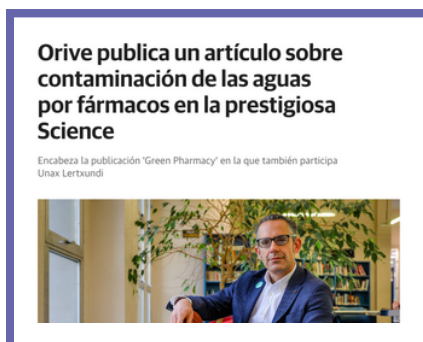 Orive publica un artículo sobre
contaminación de las aguas
por fármacos en la prestigiosa
Science
Encabeza la publicación 'Green Pharmacy' en la que también participa
Unax Lertxundi